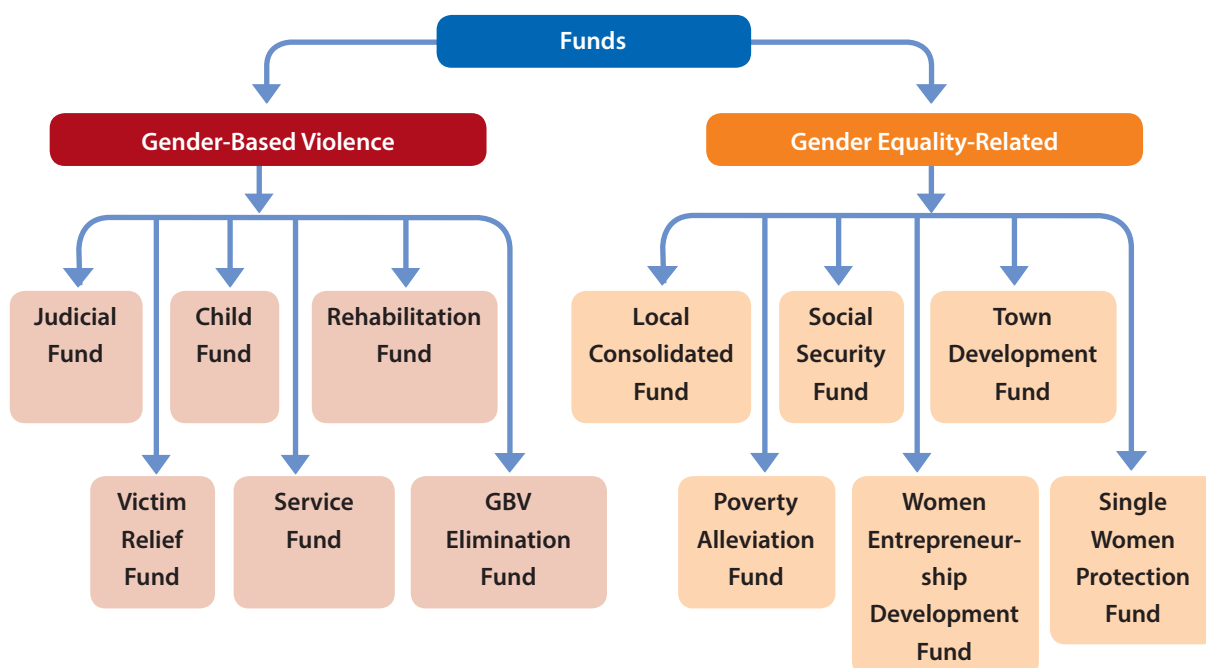 Funds
Gender-Based Violence
Gender Equality-Related
Judicial
Fund
Child
Fund
Rehabilitation
Fund
Local
Consolidated
Fund
Social
Security
Fund
Town
Development
Fund
Victim
Relief
Fund
Service
Fund
GBV
Elimination
Fund
Poverty
Alleviation
Fund
Women
Entrepreneur-
ship
Development
Fund
Single
Women
Protection
Fund